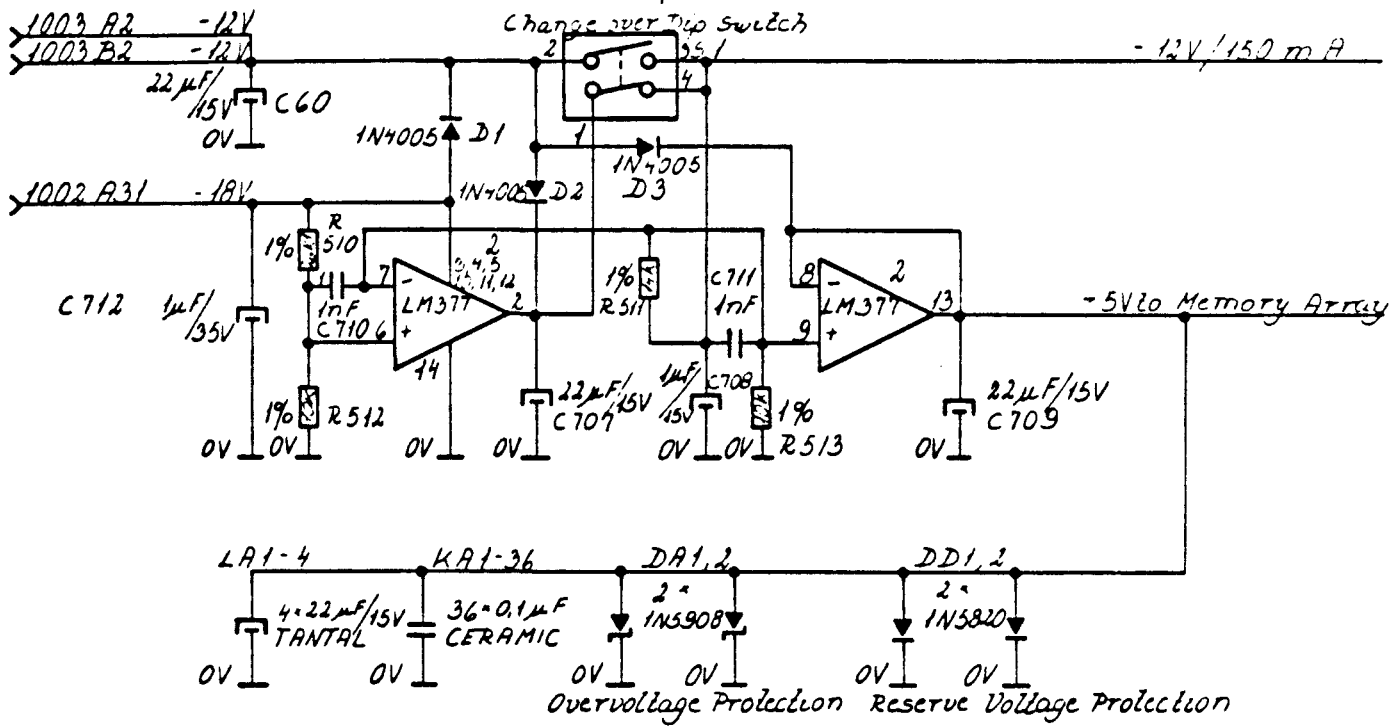 Change over Dip Switch
1003 A2 -12V
1003 B2 -12V
2
1
-12V/150 mA
4
1
22 µF/15V
C60
0V
1N4005 D1
1N4005
D3
1N4005 D2
1002 A31 -18V
1%
R
510
C712
1µF/35V
1nF
C710
7
-
6
+
LM377
2
2
14
1%
R511
C711
1nF
8
-
9
+
LM377
2
13
-5V to Memory Array
1%
R512
22µF/15V
C707
1µF/15V
C708
1%
R513
22µF/15V
C709
0V 0V 0V 0V 0V 0V 0V
LA1-4
KA1-36
DA1,2
DD1,2
4*22µF/15V
TANTAL
36*0,1µF
CERAMIC
2*
1N5908
2*
1N5820
0V 0V 0V 0V 0V 0V
Overvoltage Protection
Reserve Voltage Protection